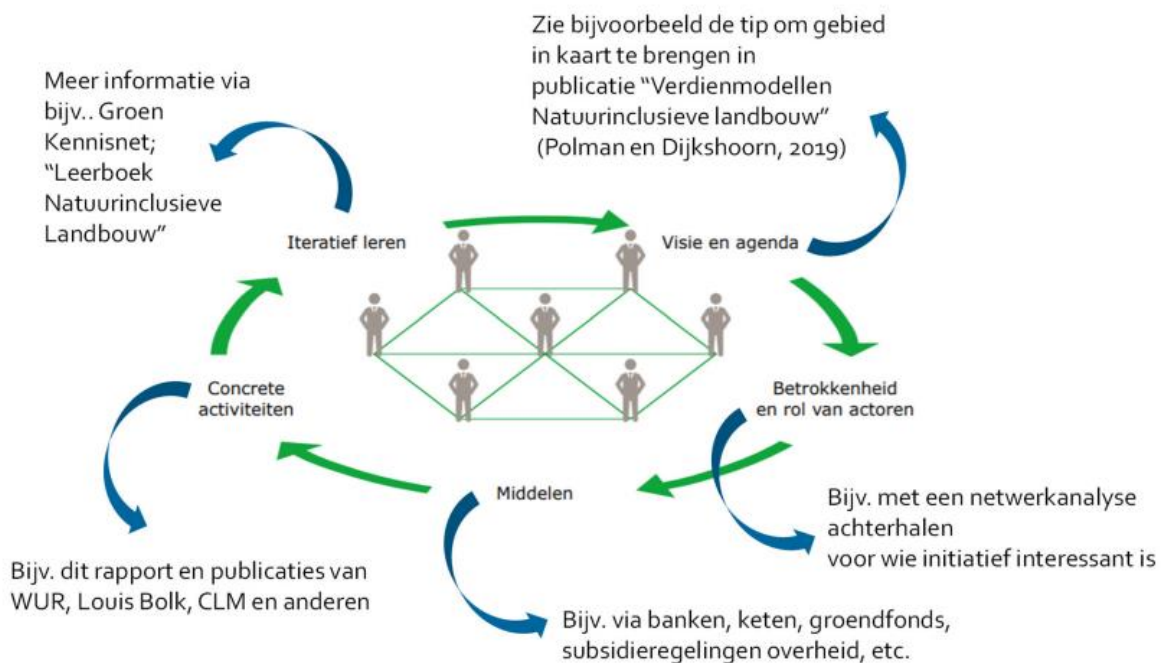 Zie bijvoorbeeld de tip om gebied
in kaart te brengen in
publicatie “Verdienmodellen
Natuurinclusieve landbouw”
(Polman en Dijkshoorn, 2019)
Meer informatie via
bijv.. Groen
Kennisnet;
“Leerboek
Natuurinclusieve
Landbouw”
Iteratief leren
Visie en agenda
Concrete
activiteiten
Betrokkenheid
en rol van actoren
Middelen
Bijv. met een netwerkanalyse
achterhalen
voor wie initiatief interessant is
Bijv. dit rapport en publicaties van
WUR, Louis Bolk, CLM en anderen
Bijv. via banken, keten, groendfonds,
subsidieregelingen overheid, etc.